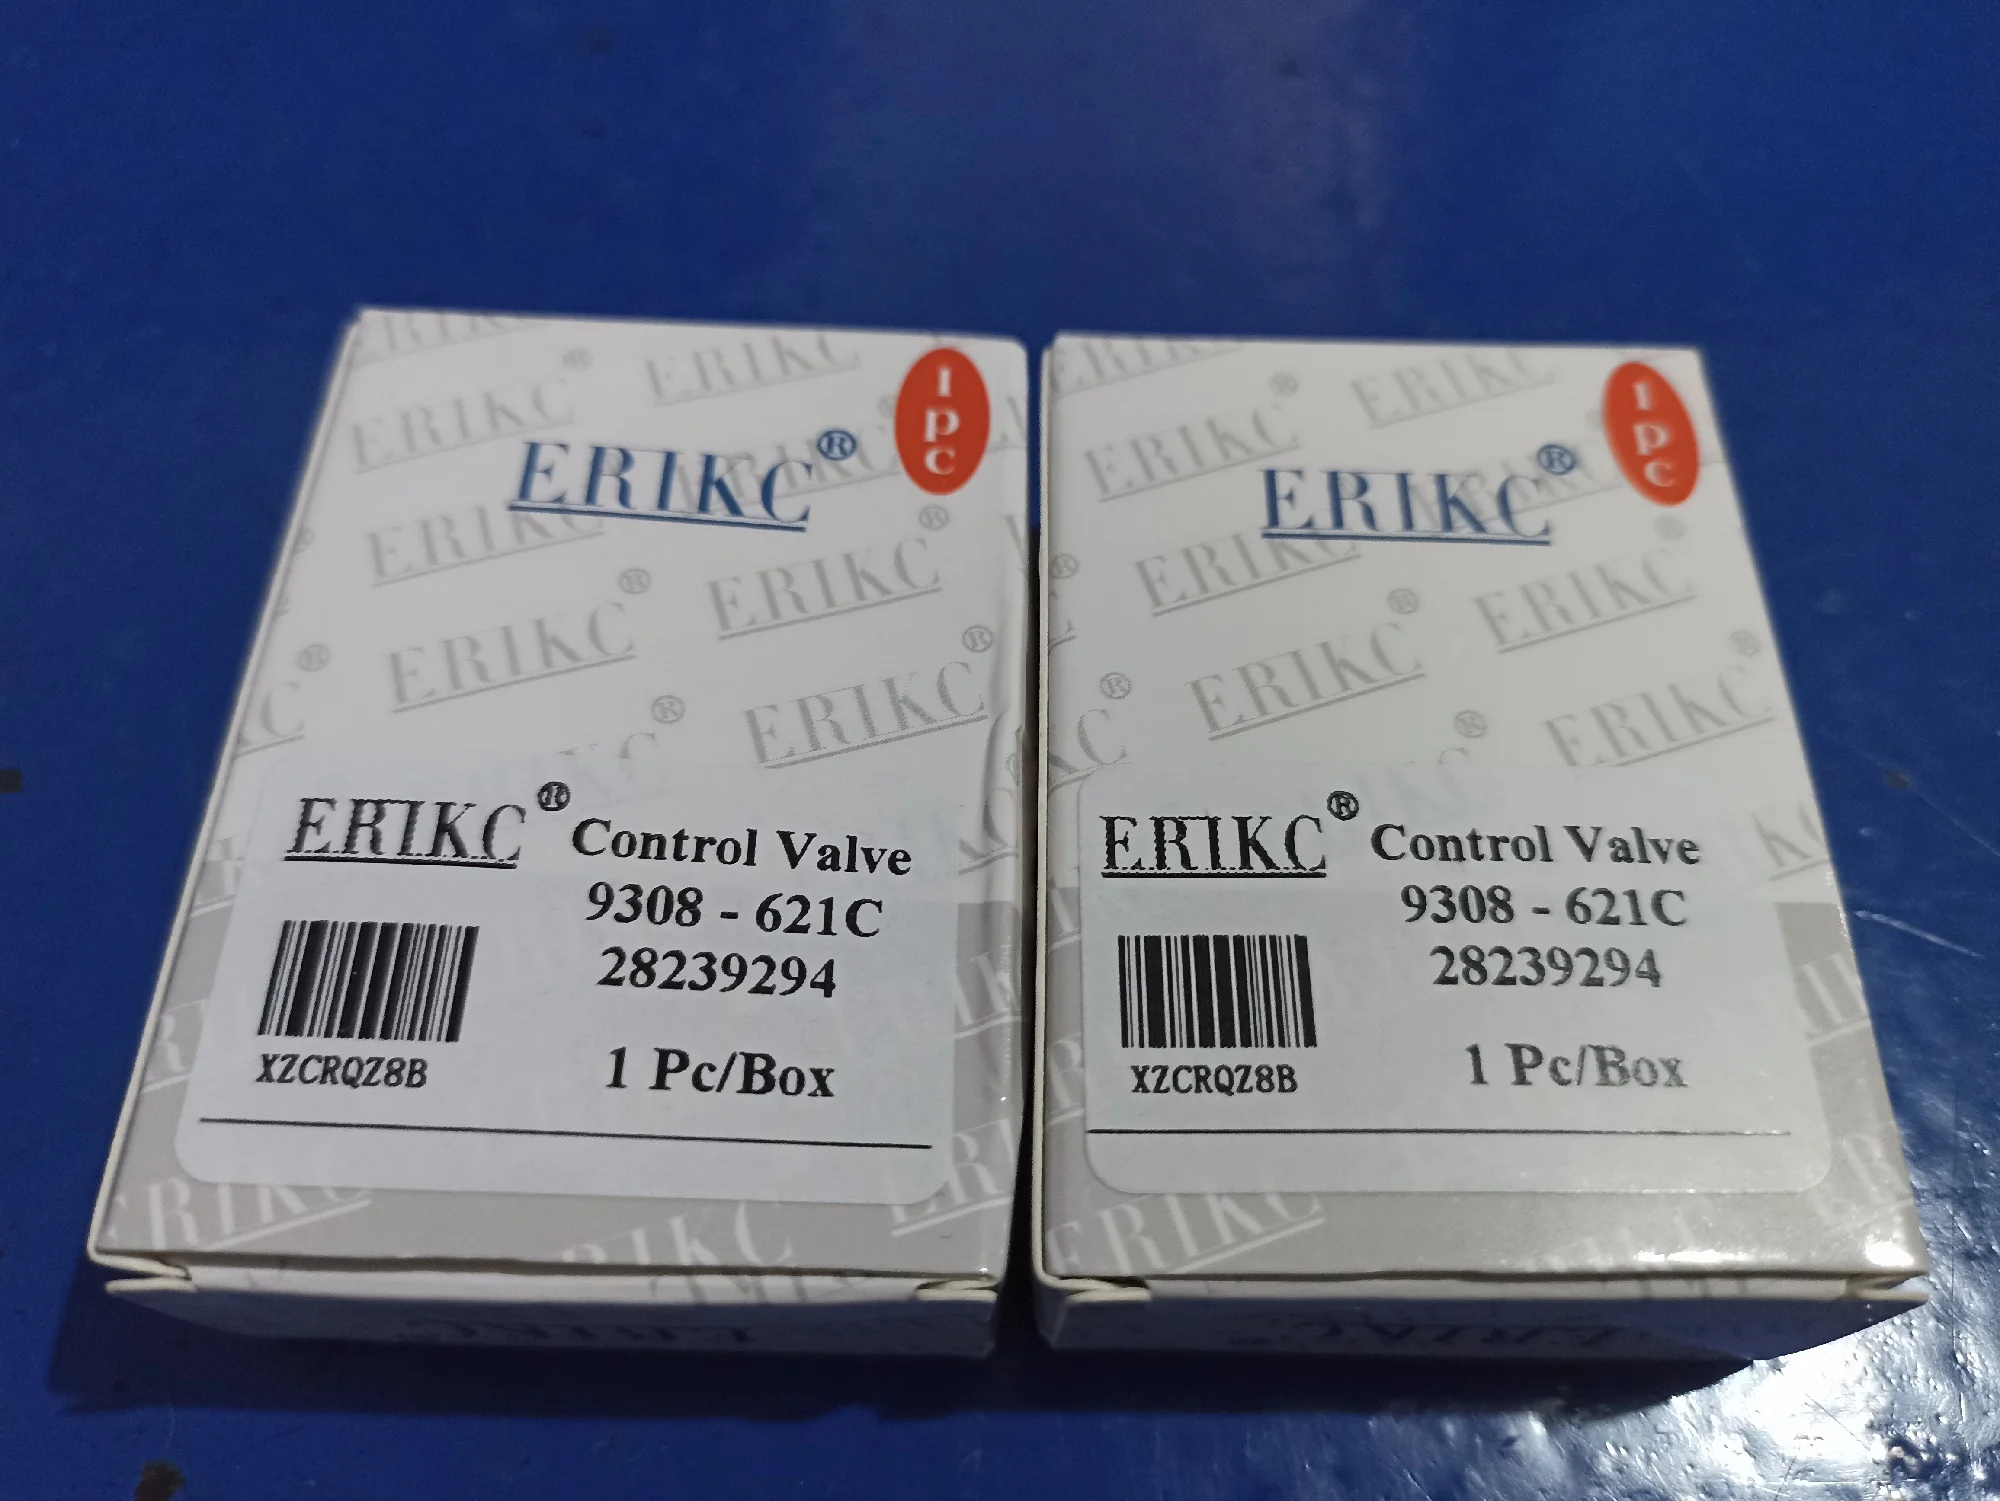 ERIKC®
1pc
ERIKC® Control Valve
9308 - 621C
28239294
XZCRQZ8B
1 Pc/Box
ERIKC®
1pc
ERIKC® Control Valve
9308 - 621C
28239294
XZCRQZ8B
1 Pc/Box